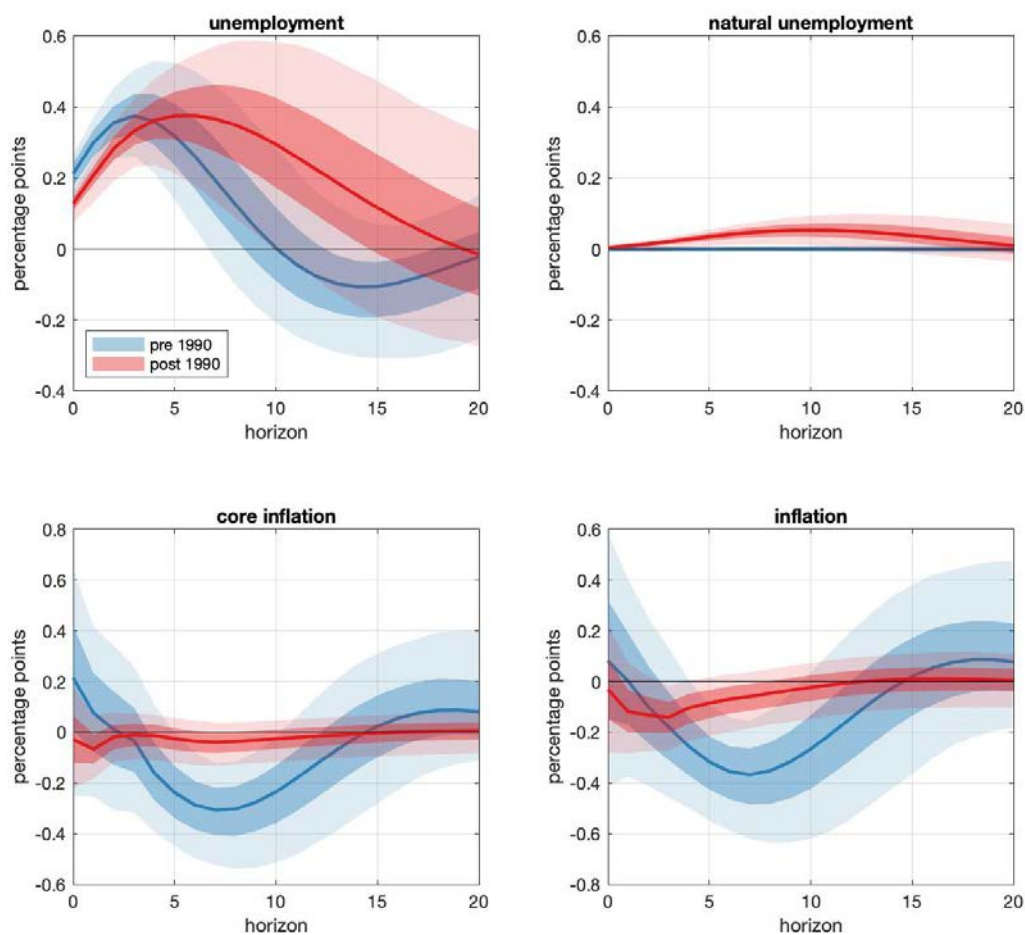 unemployment
0.6
0.4
0.2
0
-0.2
-0.4
percentage points
pre 1990
post 1990
0 5 10 15 20
horizon
natural unemployment
0.6
0.4
0.2
0
-0.2
-0.4
percentage points
0 5 10 15 20
horizon
core inflation
0.8
0.6
0.4
0.2
0
-0.2
-0.4
-0.6
percentage points
0 5 10 15 20
horizon
inflation
0.6
0.4
0.2
0
-0.2
-0.4
-0.6
-0.8
percentage points
0 5 10 15 20
horizon